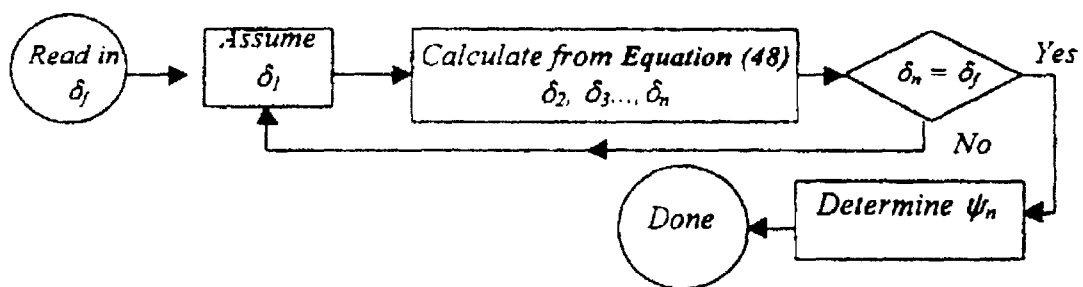 Read in
δf
Assume
δ1
Calculate from Equation (48)
δ2, δ3..., δn
δn = δf
Yes
No
Determine ψn
Done